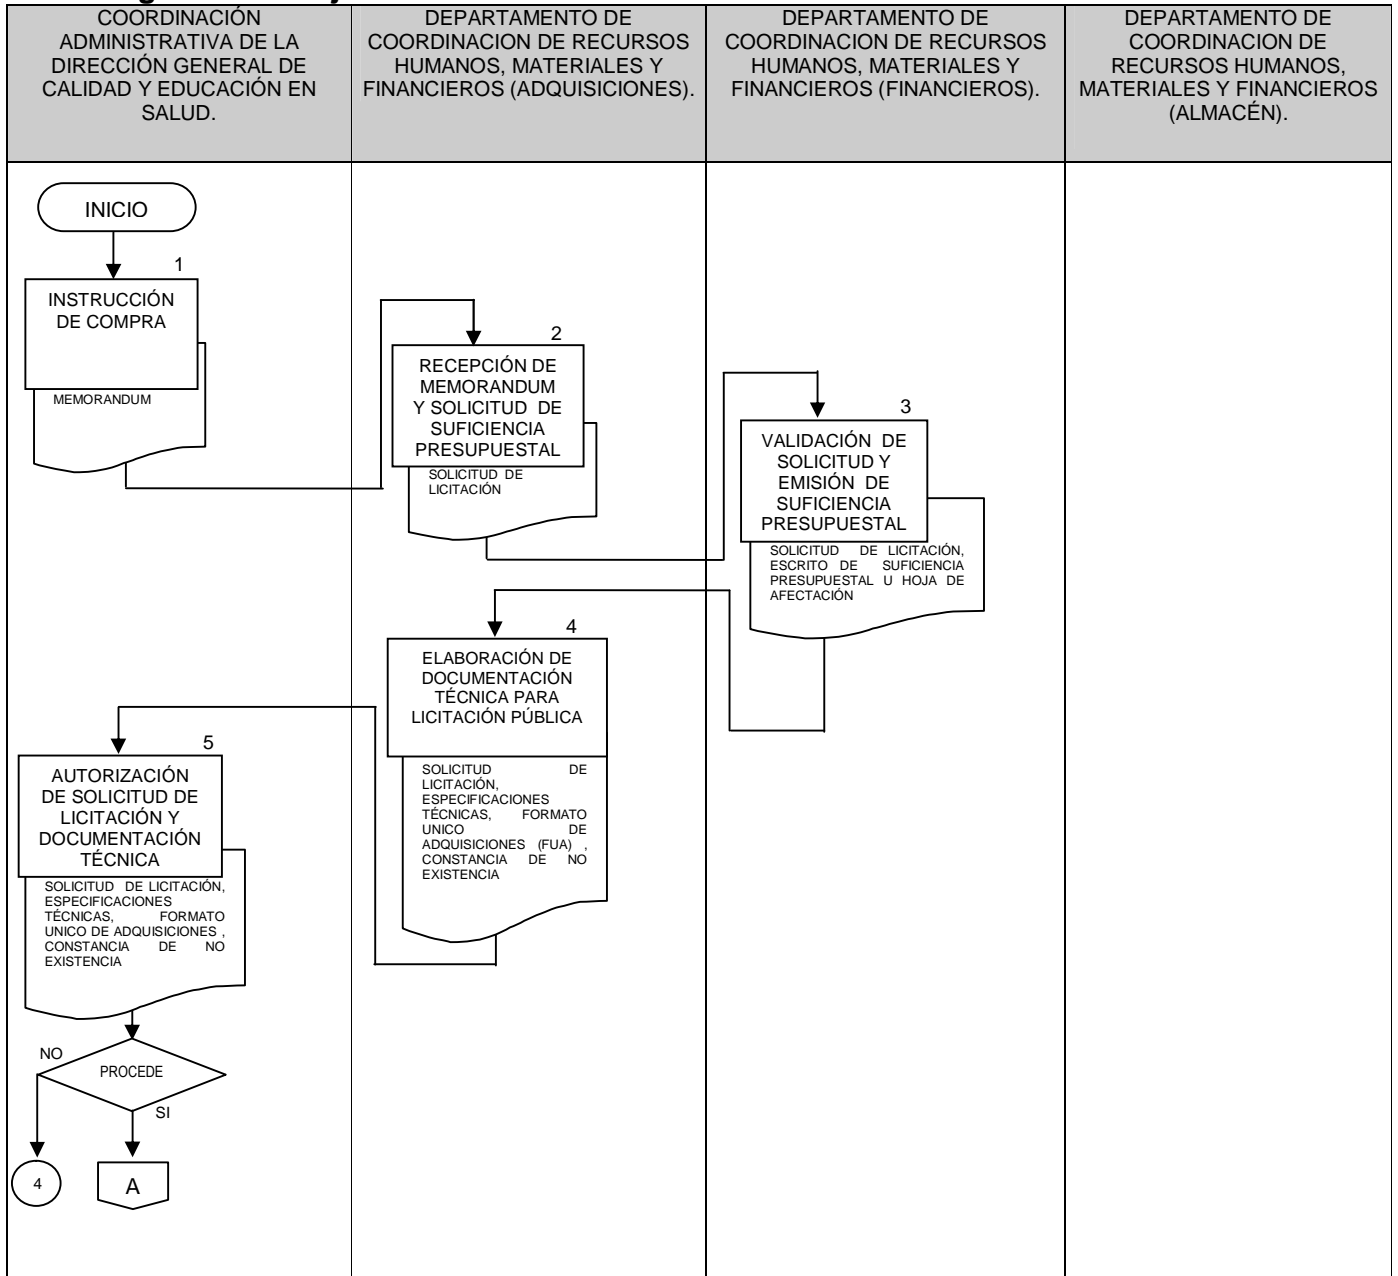 COORDINACIÓN
ADMINISTRATIVA DE LA
DIRECCIÓN GENERAL DE
CALIDAD Y EDUCACIÓN EN
SALUD.
DEPARTAMENTO DE
COORDINACION DE RECURSOS
HUMANOS, MATERIALES Y
FINANCIEROS (ADQUISICIONES).
DEPARTAMENTO DE
COORDINACION DE RECURSOS
HUMANOS, MATERIALES Y
FINANCIEROS (FINANCIEROS).
DEPARTAMENTO DE
COORDINACION DE
RECURSOS HUMANOS,
MATERIALES Y FINANCIEROS
(ALMACÉN).
INICIO
1
INSTRUCCIÓN
DE COMPRA
MEMORANDUM
2
RECEPCIÓN DE
MEMORANDUM
Y SOLICITUD DE
SUFICIENCIA
PRESUPUESTAL
SOLICITUD DE
LICITACIÓN
3
VALIDACIÓN DE
SOLICITUD Y
EMISIÓN DE
SUFICIENCIA
PRESUPUESTAL
SOLICITUD DE LICITACIÓN,
ESCRITO DE SUFICIENCIA
PRESUPUESTAL U HOJA DE
AFECTACIÓN
4
ELABORACIÓN DE
DOCUMENTACIÓN
TÉCNICA PARA
LICITACIÓN PÚBLICA
SOLICITUD DE
LICITACIÓN,
ESPECIFICACIONES
TÉCNICAS, FORMATO
UNICO DE
ADQUISICIONES (FUA) ,
CONSTANCIA DE NO
EXISTENCIA
5
AUTORIZACIÓN
DE SOLICITUD DE
LICITACIÓN Y
DOCUMENTACIÓN
TÉCNICA
SOLICITUD DE LICITACIÓN,
ESPECIFICACIONES
TÉCNICAS, FORMATO
UNICO DE ADQUISICIONES ,
CONSTANCIA DE NO
EXISTENCIA
NO
PROCEDE
SI
4
A